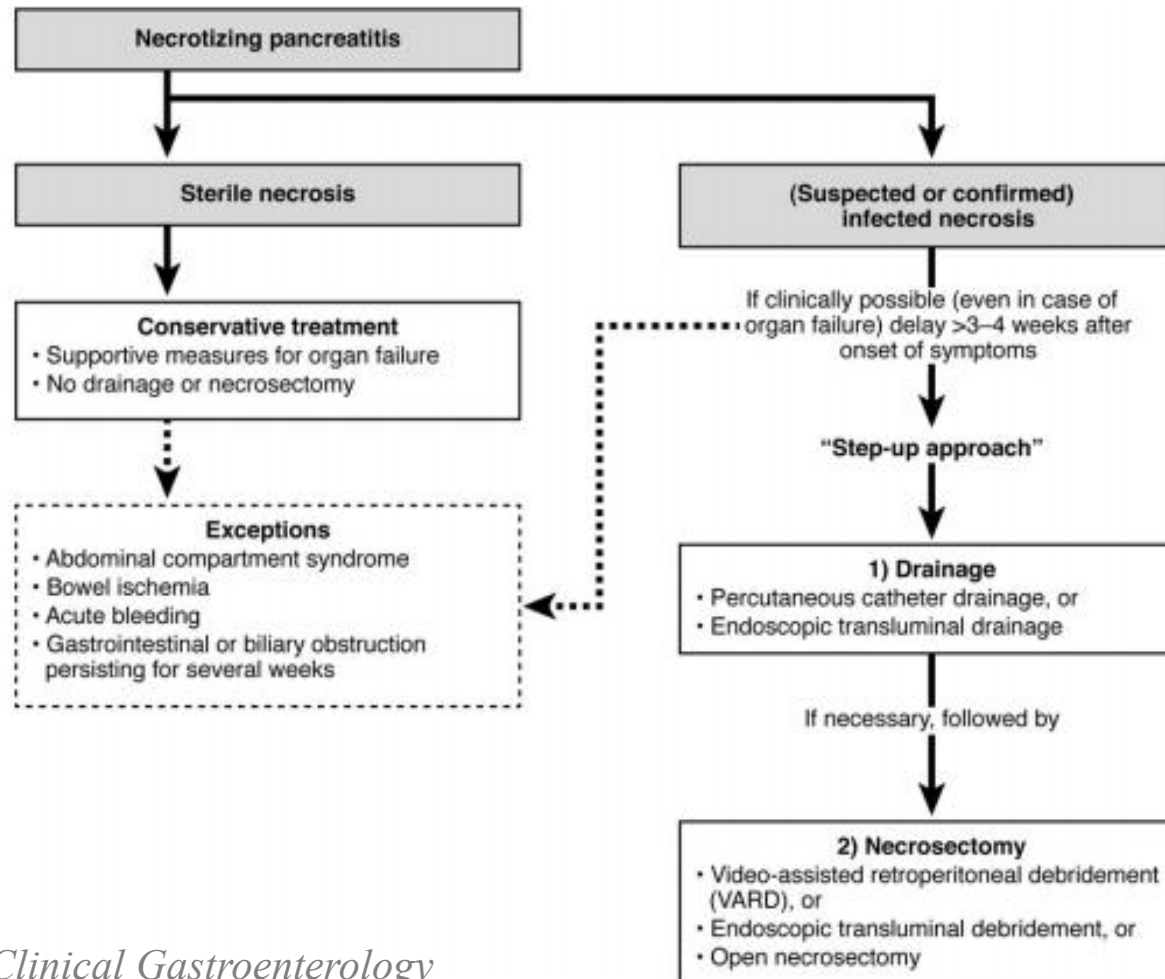 Necrotizing pancreatitis
Sterile necrosis
Conservative treatment
• Supportive measures for organ failure
• No drainage or necrosectomy
Exceptions
• Abdominal compartment syndrome
• Bowel ischemia
• Acute bleeding
• Gastrointestinal or biliary obstruction
persisting for several weeks
(Suspected or confirmed)
infected necrosis
If clinically possible (even in case of
organ failure) delay >3–4 weeks after
onset of symptoms
“Step-up approach”
1) Drainage
• Percutaneous catheter drainage, or
• Endoscopic transluminal drainage
If necessary, followed by
2) Necrosectomy
• Video-assisted retroperitoneal debridement
(VARD), or
• Endoscopic transluminal debridement, or
• Open necrosectomy
Clinical Gastroenterology